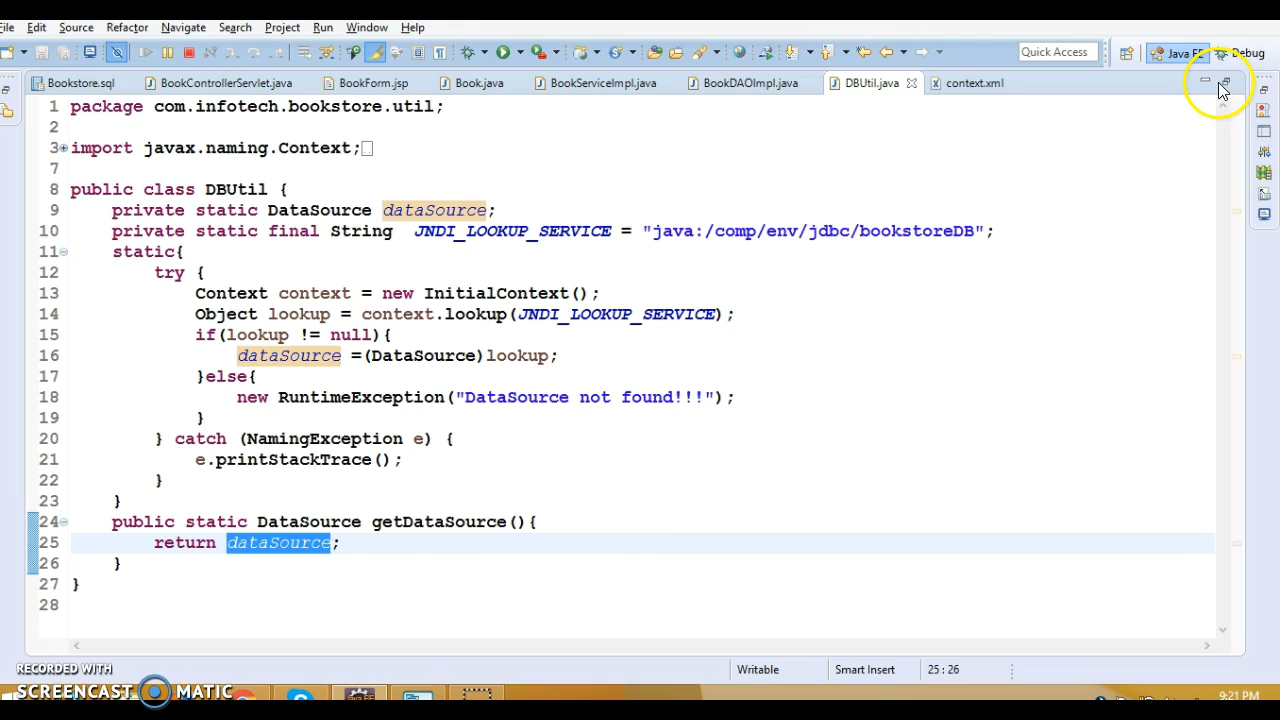 File Edit Source Refactor Navigate Search Project Run Window Help
Quick Access Java EE Debug
Bookstore.sql BookControllerServlet.java BookForm.jsp Book.java BookServiceImpl.java BookDAOImpl.java DBUtil.java context.xml
1 package com.infotech.bookstore.util;
2
3 import javax.naming.Context;
7
8 public class DBUtil {
9 private static DataSource dataSource;
10 private static final String JNDI_LOOKUP_SERVICE = "java:/comp/env/jdbc/bookstoreDB";
11 static{
12 try {
13 Context context = new InitialContext();
14 Object lookup = context.lookup(JNDI_LOOKUP_SERVICE);
15 if(lookup != null){
16 dataSource =(DataSource)lookup;
17 }else{
18 new RuntimeException("DataSource not found!!!");
19 }
20 } catch (NamingException e) {
21 e.printStackTrace();
22 }
23 }
24 public static DataSource getDataSource(){
25 return dataSource;
26 }
27 }
28
Writable Smart Insert 25 : 26
RECORDED WITH
SCREENCAST MATIC
9:21 PM